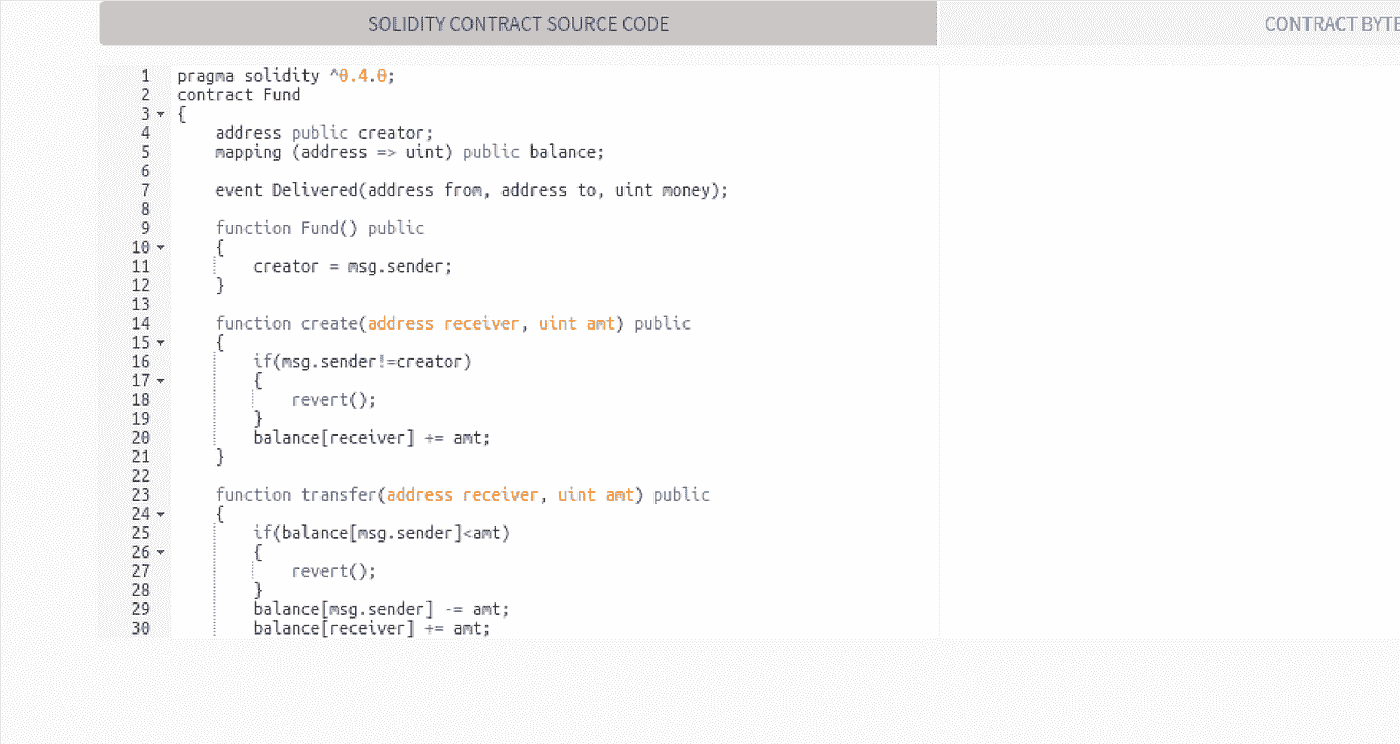 SOLIDITY CONTRACT SOURCE CODE
CONTRACT BYTE
1 pragma solidity ^0.4.0;
2 contract Fund
3 {
4 address public creator;
5 mapping (address => uint) public balance;
6
7 event Delivered(address from, address to, uint money);
8
9 function Fund() public
10 {
11 creator = msg.sender;
12 }
13
14 function create(address receiver, uint amt) public
15 {
16 if(msg.sender!=creator)
17 {
18 revert();
19 }
20 balance[receiver] += amt;
21 }
22
23 function transfer(address receiver, uint amt) public
24 {
25 if(balance[msg.sender]<amt)
26 {
27 revert();
28 }
29 balance[msg.sender] -= amt;
30 balance[receiver] += amt;